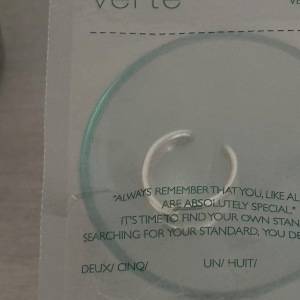 verte
VE
"ALWAYS REMEMBER THAT YOU, LIKE AL
ARE ABSOLUTELY SPECIAL."
IT'S TIME TO FIND YOUR OWN STAN
SEARCHING FOR YOUR STANDARD, YOU DE
DEUX/ CINQ/ UN/ HUIT/